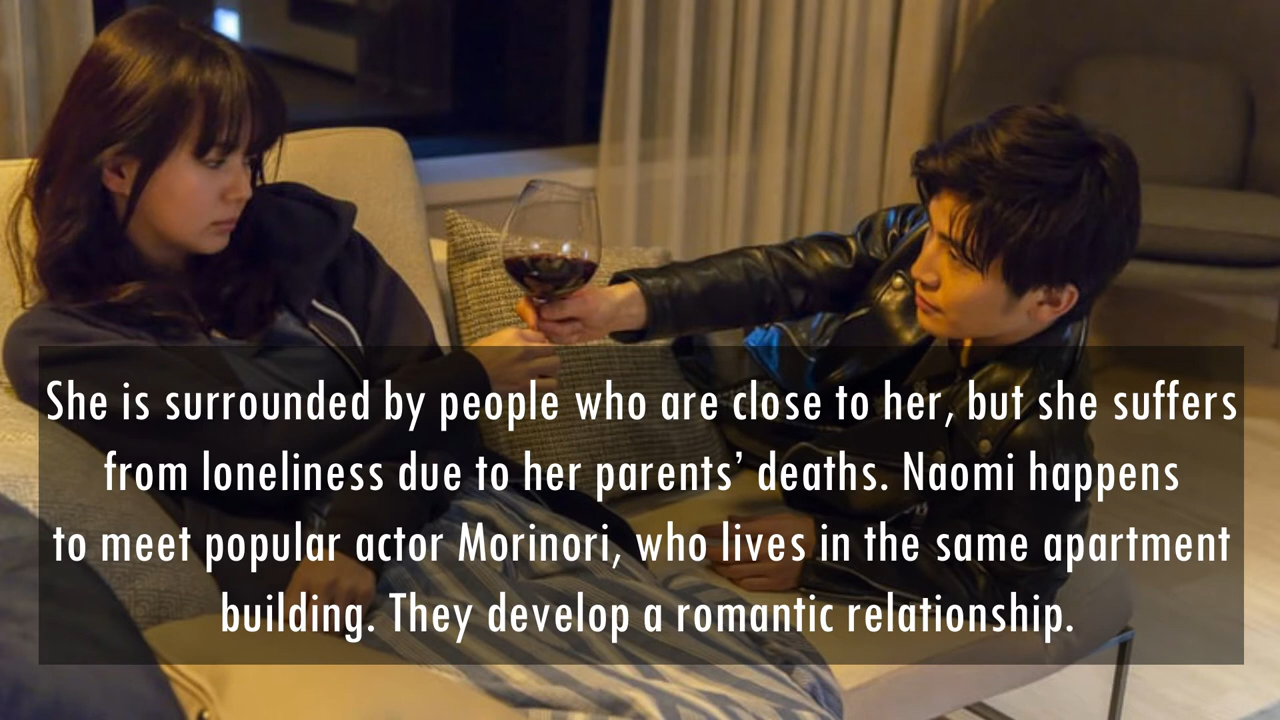 She is surrounded by people who are close to her, but she suffers
from loneliness due to her parents’ deaths. Naomi happens
to meet popular actor Morinori, who lives in the same apartment
building. They develop a romantic relationship.